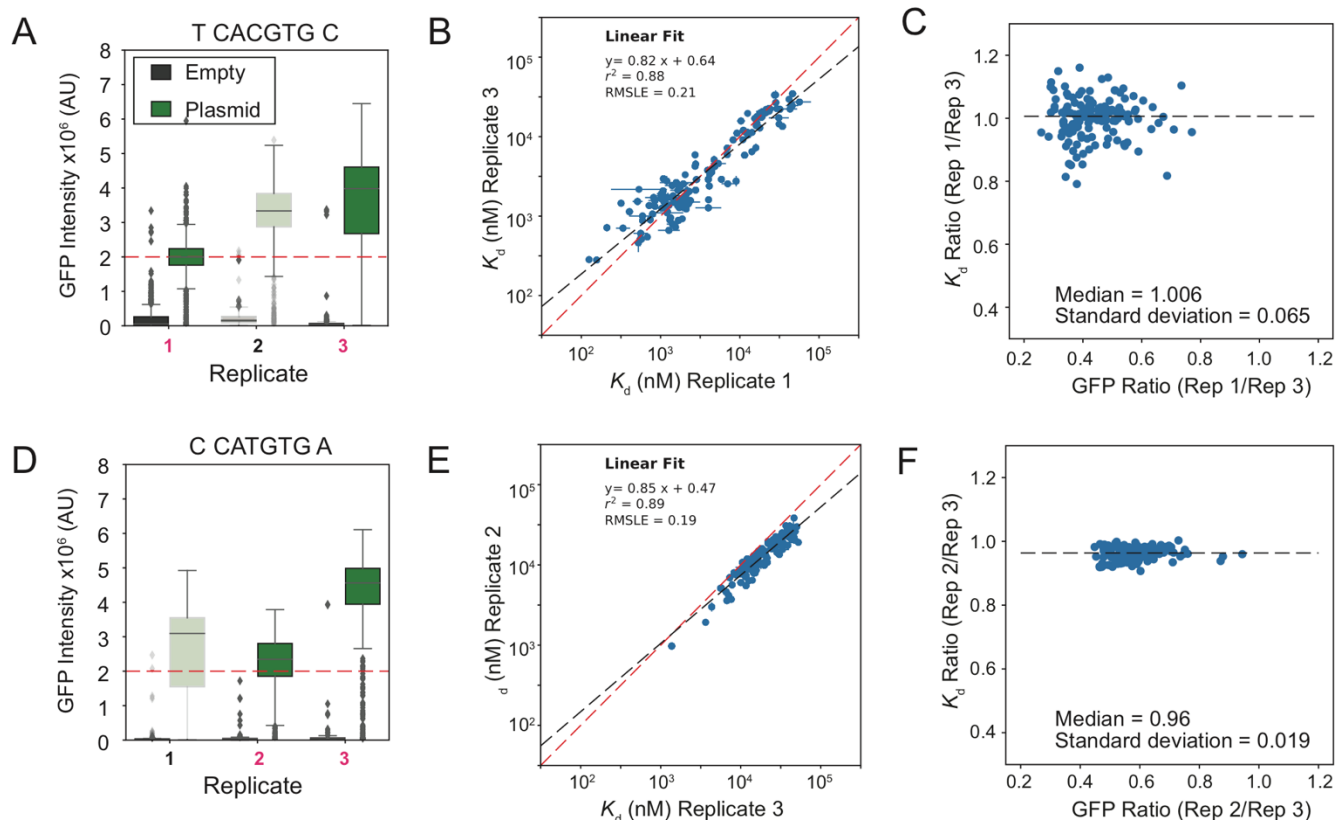 A
T CACGTG C
Empty
Plasmid
GFP Intensity x10⁶ (AU)
8
7
6
5
4
3
2
1
0
1 2 3
Replicate
B
Linear Fit
y= 0.82 x + 0.64
r² = 0.88
RMSLE = 0.21
K_d (nM) Replicate 3
10⁵
10⁴
10³
10²
10² 10³ 10⁴ 10⁵
K_d (nM) Replicate 1
C
K_d Ratio (Rep 1/Rep 3)
1.2
1.0
0.8
0.6
0.4
Median = 1.006
Standard deviation = 0.065
0.2 0.4 0.6 0.8 1.0 1.2
GFP Ratio (Rep 1/Rep 3)
D
C CATGTG A
GFP Intensity x10⁶ (AU)
8
7
6
5
4
3
2
1
0
1 2 3
Replicate
E
Linear Fit
y= 0.85 x + 0.47
r² = 0.89
RMSLE = 0.19
d (nM) Replicate 2
10⁵
10⁴
10³
10²
10² 10³ 10⁴ 10⁵
K_d (nM) Replicate 3
F
K_d Ratio (Rep 2/Rep 3)
1.2
1.0
0.8
0.6
0.4
Median = 0.96
Standard deviation = 0.019
0.2 0.4 0.6 0.8 1.0 1.2
GFP Ratio (Rep 2/Rep 3)